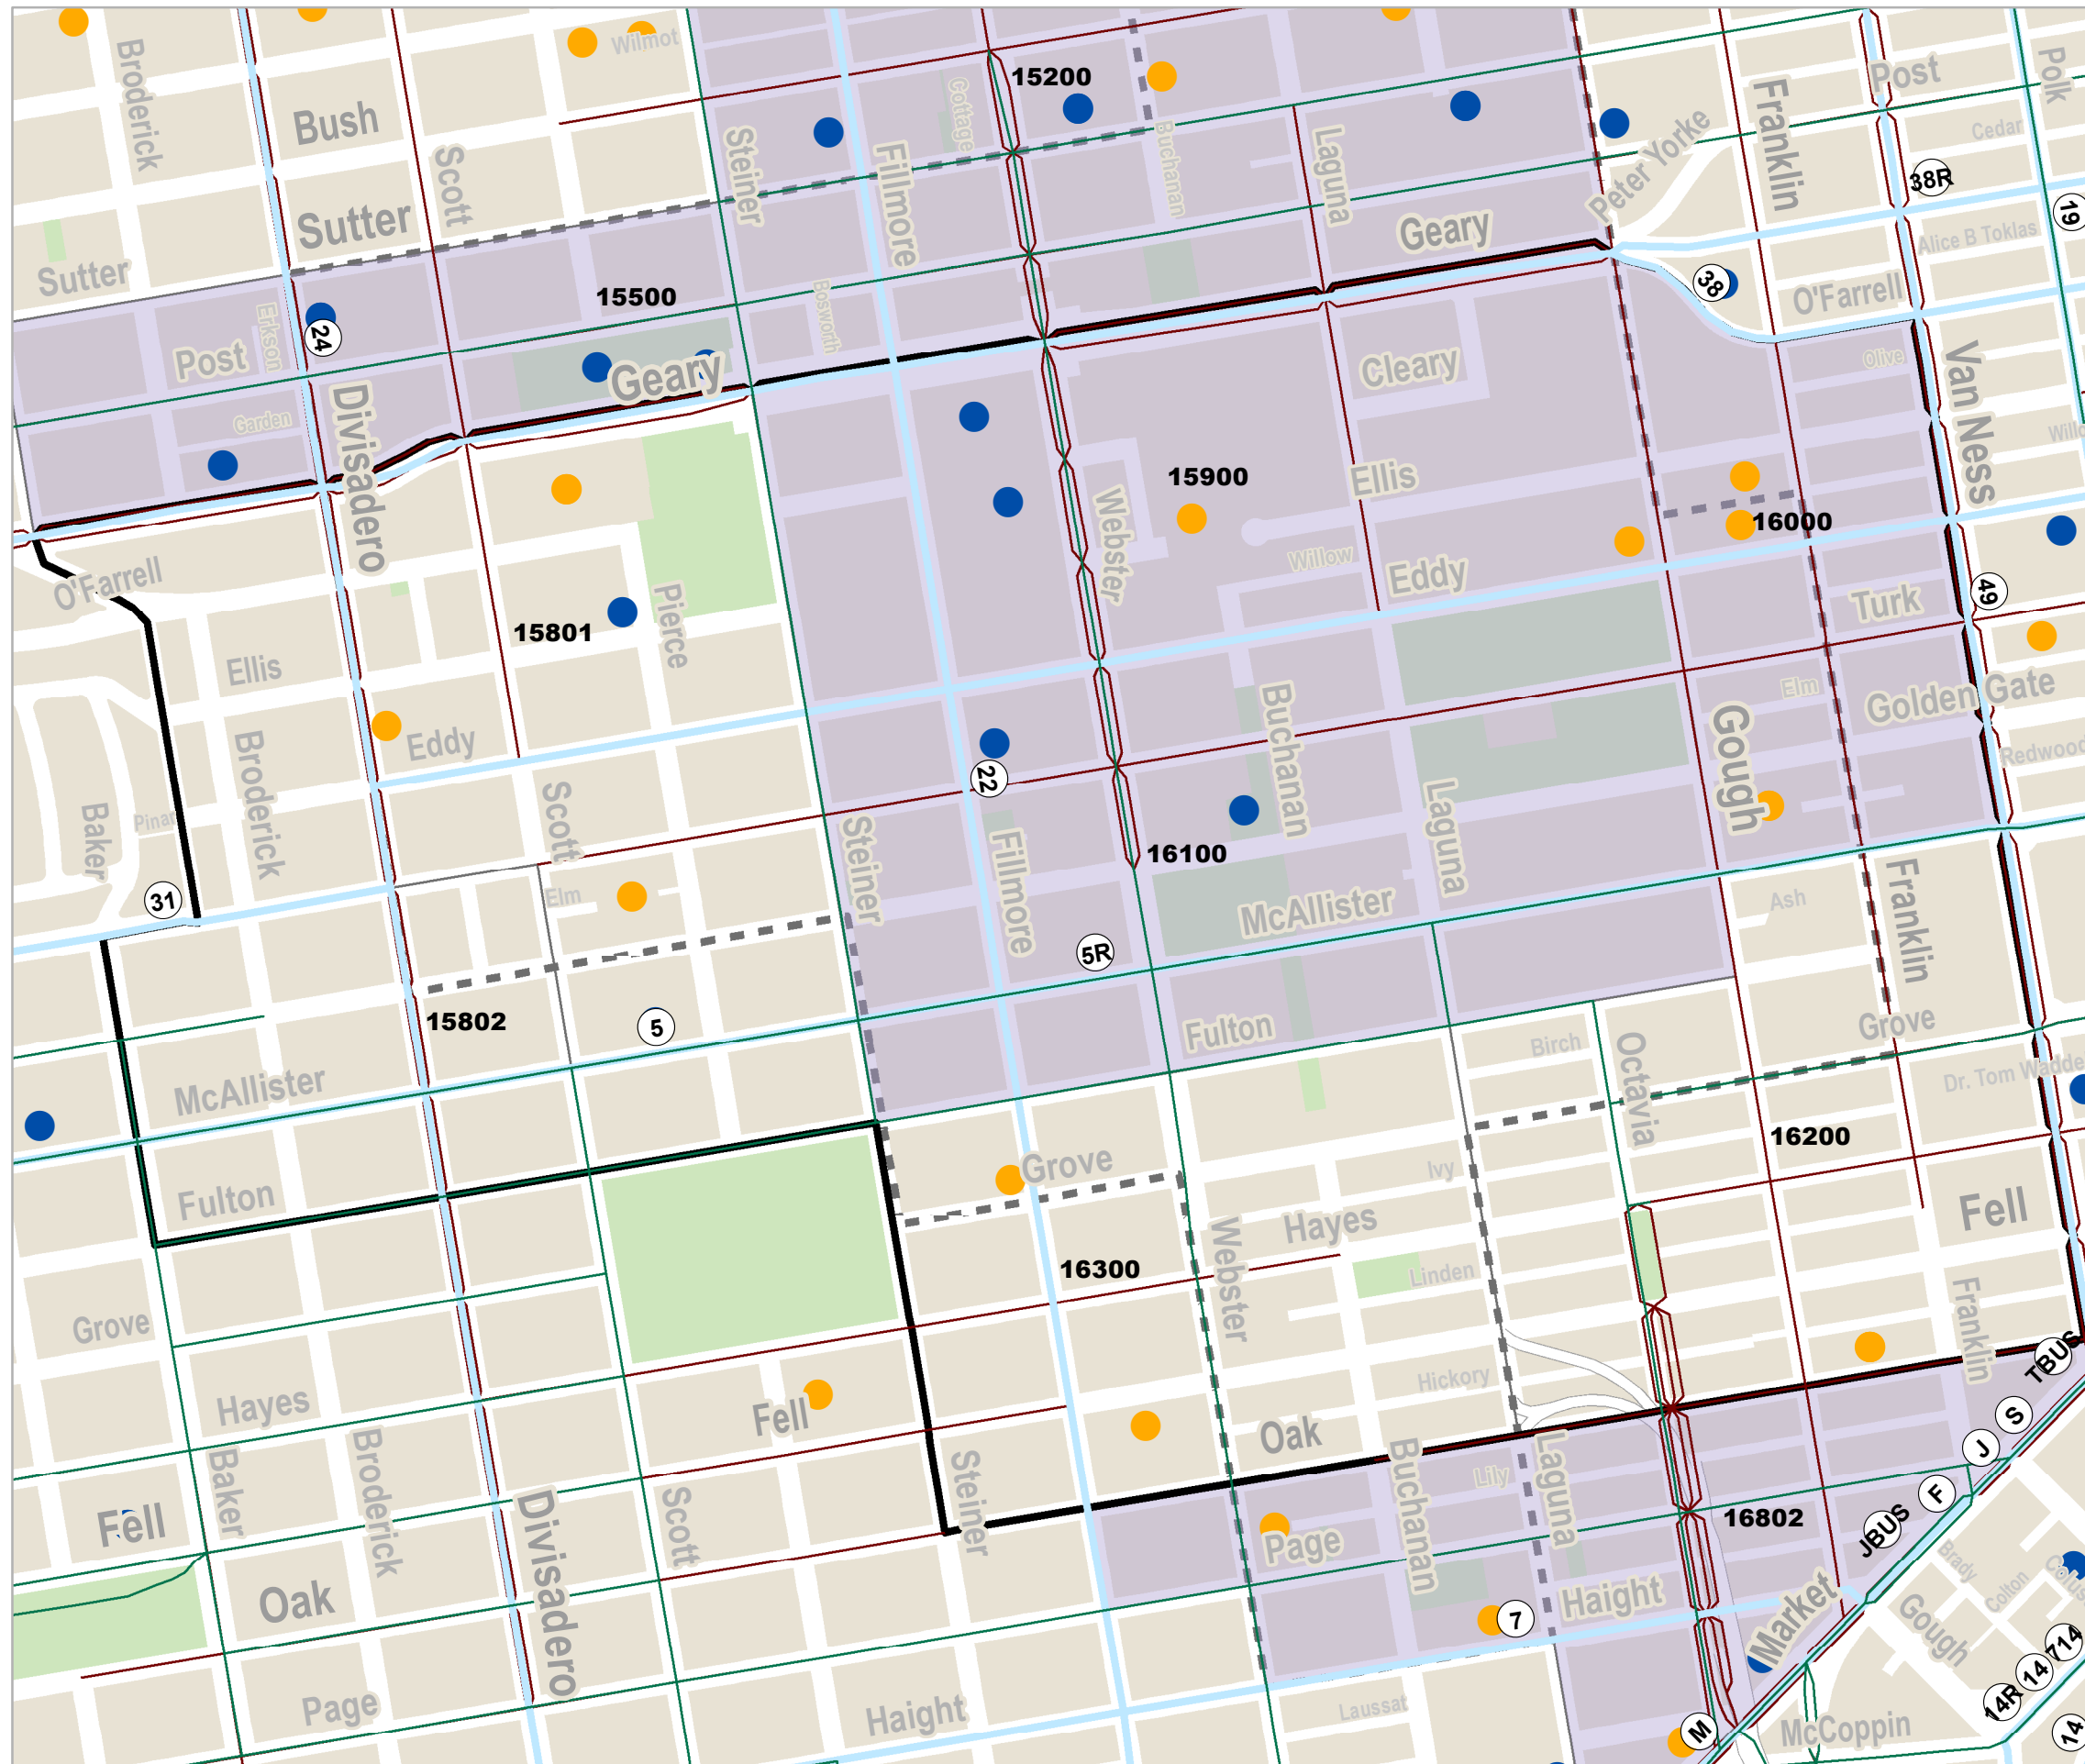 Broderick
Wilmot
Bush
Scott
Sutter
Sutter
Steiner
Fillmore
Cottage
15200
Buchanan
Laguna
Peter Yorke
Franklin
Post
Polk
Cedar
38R
19
Alice B Toklas
Geary
38
O'Farrell
Erkson
24
15500
Bosworth
Post
Geary
Garden
Divisadero
Cleary
Olive
Van Ness
15900
Ellis
Webster
Willow
Eddy
16000
O'Farrell
Pierce
15801
Turk
49
Ellis
Elm
Golden Gate
Redwood
Broderick
Eddy
Buchanan
Gough
Scott
Baker
22
Laguna
Steiner
Fillmore
16100
31
Elm
McAllister
Ash
Franklin
5R
15802
5
Fulton
Birch
Octavia
Grove
McAllister
16200
Grove
Ivy
Fulton
Hayes
Fell
Webster
16300
Linden
Franklin
Grove
TBUS
Hickory
Hayes
Fell
Oak
S
J
Baker
Broderick
Steiner
Buchanan
Lily
Laguna
F
Fell
Divisadero
Scott
Page
16802
JBUS
Brady
Colton
Oak
Haight
7
Market
Gough
714
14
14R
Page
Haight
Laussat
M
McCoppin
14